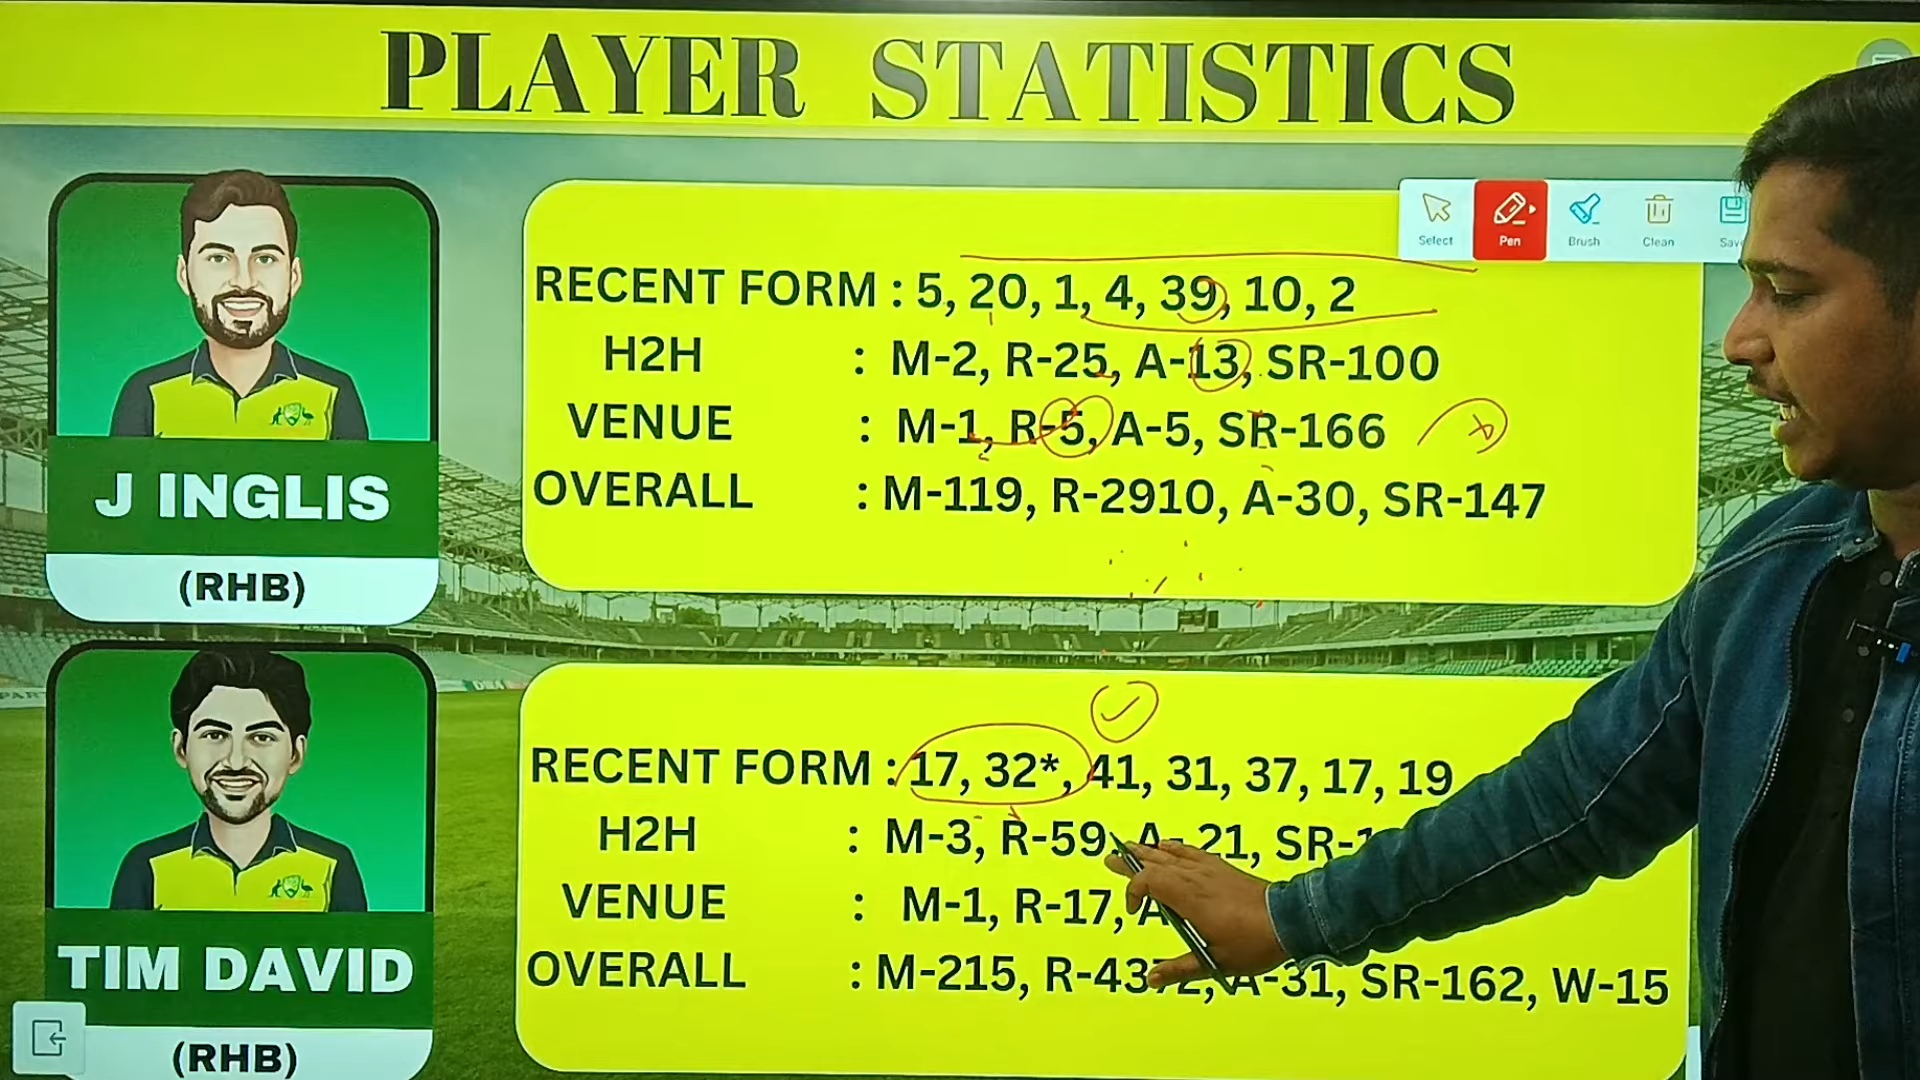 PLAYER STATISTICS
Select Pen Brush Clean
RECENT FORM : 5, 20, 1, 4, 39, 10, 2
H2H : M-2, R-25, A-13, SR-100
VENUE : M-1, R-5, A-5, SR-166
OVERALL : M-119, R-2910, A-30, SR-147
J INGLIS
(RHB)
RECENT FORM : 17, 32*, 41, 31, 37, 17, 19
H2H : M-3, R-59, A-21,
VENUE : M-1, R-17,
OVERALL : M-215, A-31, SR-162, W-15
TIM DAVID
(RHB)